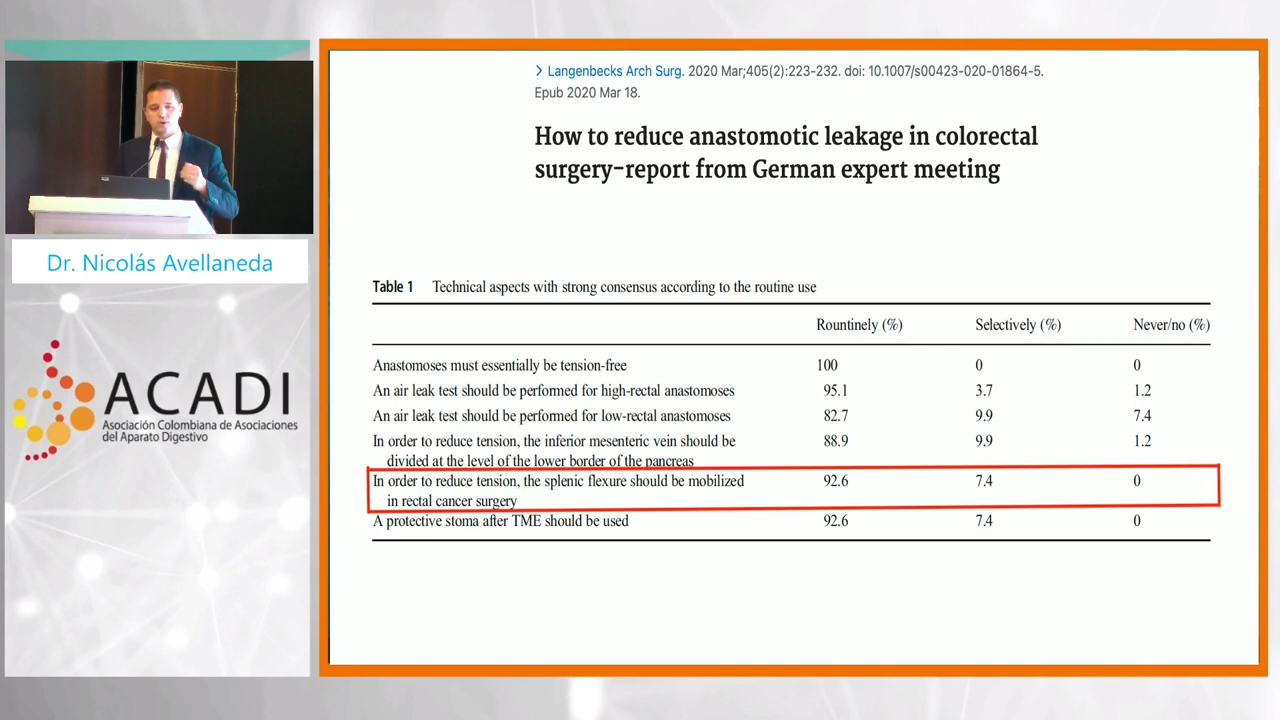 > Langenbecks Arch Surg. 2020 Mar;405(2):223-232. doi: 10.1007/s00423-020-01864-5.
Epub 2020 Mar 18.
How to reduce anastomotic leakage in colorectal
surgery-report from German expert meeting
Dr. Nicolás Avellaneda
ACADI
Asociación Colombiana de Asociaciones
del Aparato Digestivo
Table 1 Technical aspects with strong consensus according to the routine use
Rountinely (%) Selectively (%) Never/no (%)
Anastomoses must essentially be tension-free 100 0 0
An air leak test should be performed for high-rectal anastomoses 95.1 3.7 1.2
An air leak test should be performed for low-rectal anastomoses 82.7 9.9 7.4
In order to reduce tension, the inferior mesenteric vein should be 88.9 9.9 1.2
divided at the level of the lower border of the pancreas
In order to reduce tension, the splenic flexure should be mobilized 92.6 7.4 0
in rectal cancer surgery
A protective stoma after TME should be used 92.6 7.4 0